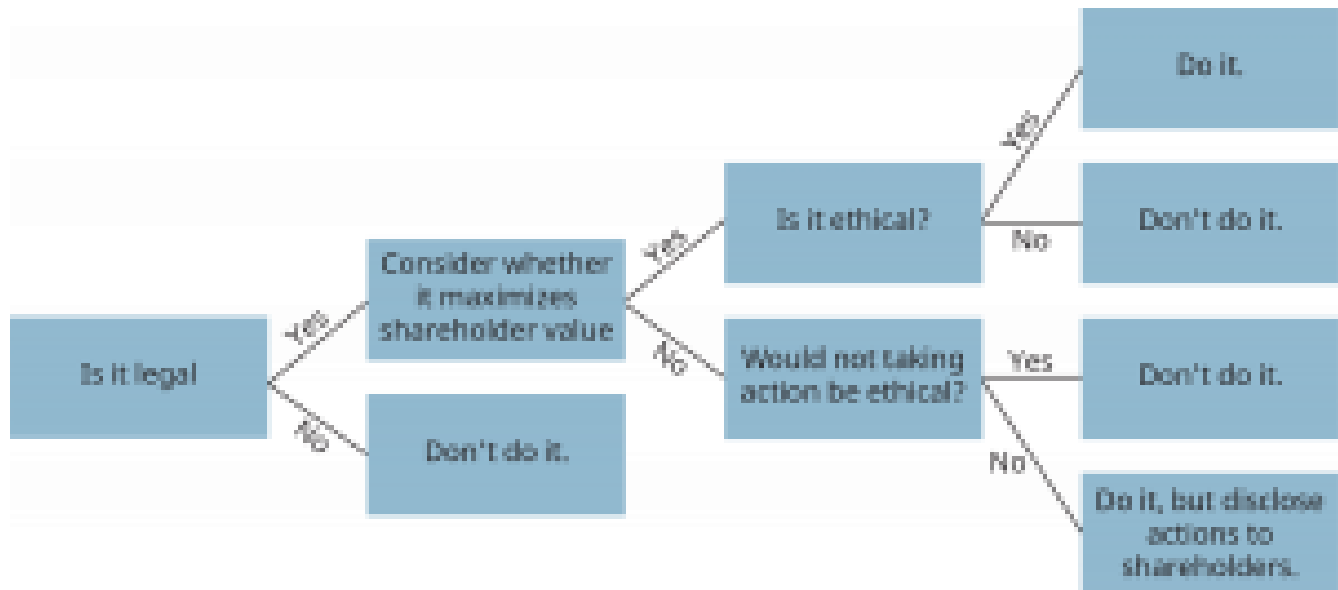 Is it legal
Yes
No
Consider whether
it maximizes
shareholder value
Don't do it.
Yes
No
Is it ethical?
Would not taking
action be ethical?
Yes
No
Yes
No
Do it.
Don't do it.
Don't do it.
Do it, but disclose
actions to
shareholders.